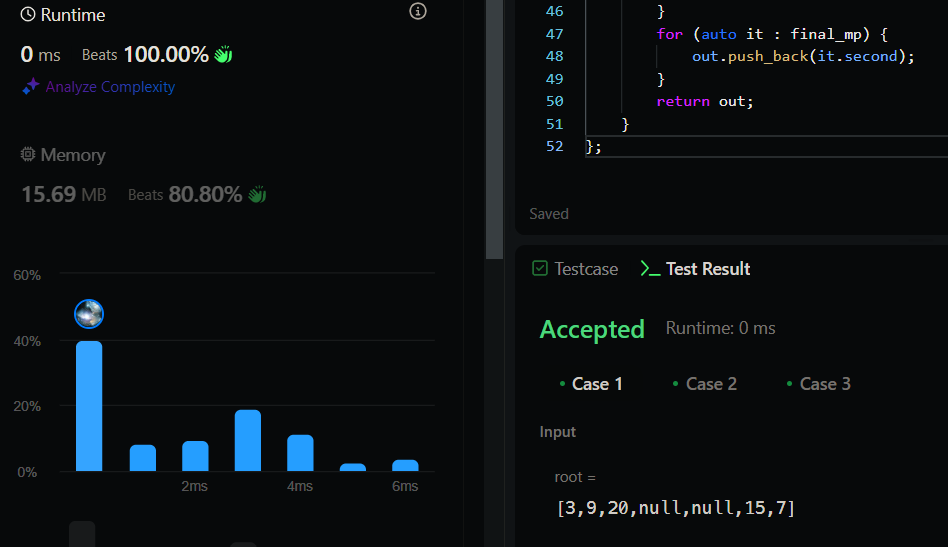 Runtime
0 ms Beats 100.00%
Analyze Complexity
Memory
15.69 MB Beats 80.80%
60%
40%
20%
0%
2ms 4ms 6ms
46 }
47 for (auto it : final_mp) {
48 out.push_back(it.second);
49 }
50 return out;
51 }
52 };
Saved
Testcase >_ Test Result
Accepted Runtime: 0 ms
• Case 1 • Case 2 • Case 3
Input
root =
[3,9,20,null,null,15,7]